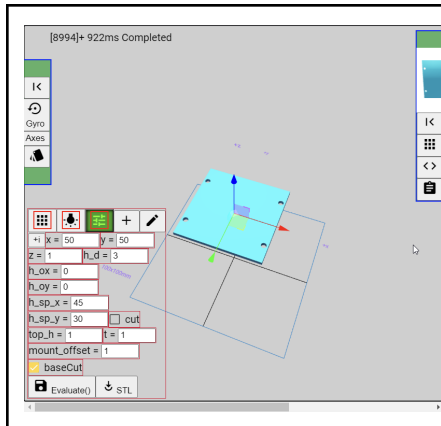 [8994]+ 922ms Completed
Gyro
Axes
+i x = 50 y = 50
z = 1 h_d = 3
h_ox = 0
h_oy = 0
h_sp_x = 45
h_sp_y = 30 cut
top_h = 1 t = 1
mount_offset = 1
baseCut
Evaluate() STL